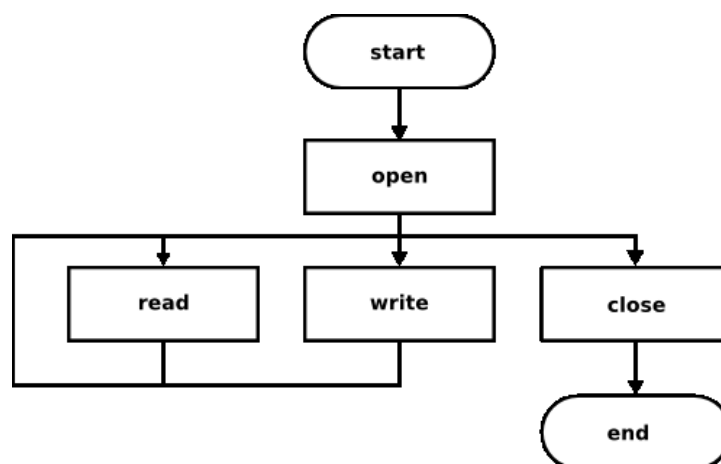 start
open
read
write
close
end